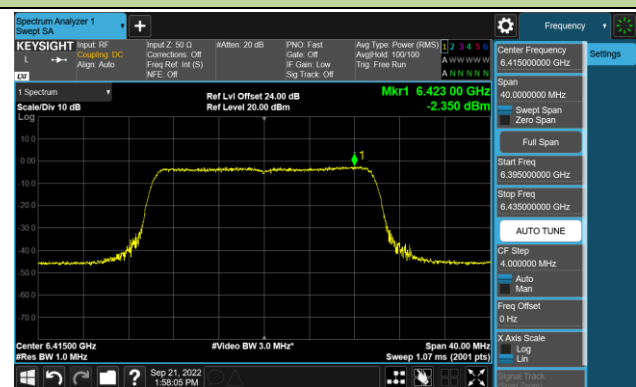 Spectrum Analyzer 1
Swept SA
+
Frequency
KEYSIGHT
L
LXI
Input: RF
Coupling: DC
Align: Auto
Input Z: 50 Ω
Corrections: Off
Freq Ref: Int (S)
NFE: Off
#Atten: 20 dB
PNO: Fast
Gate: Off
IF Gain: Low
Sig Track: Off
Avg Type: Power (RMS)
Avg|Hold: 100/100
Trig: Free Run
1 2 3 4 5 6
A W W W W W
A N N N N N
1 Spectrum
Scale/Div 10 dB
Log
Ref Lvl Offset 24.00 dB
Ref Level 20.00 dBm
Mkr1 6.423 00 GHz
-2.350 dBm
10.0
0.00
-10.0
-20.0
-30.0
-40.0
-50.0
-60.0
-70.0
1
Center 6.41500 GHz
#Res BW 1.0 MHz
#Video BW 3.0 MHz*
Span 40.00 MHz
Sweep 1.07 ms (2001 pts)
Center Frequency
6.415000000 GHz
Settings
Span
40.0000000 MHz
Swept Span
Zero Span
Full Span
Start Freq
6.395000000 GHz
Stop Freq
6.435000000 GHz
AUTO TUNE
CF Step
4.000000 MHz
Auto
Man
Freq Offset
0 Hz
X Axis Scale
Log
Lin
Signal Track
?
Sep 21, 2022
1:58:05 PM